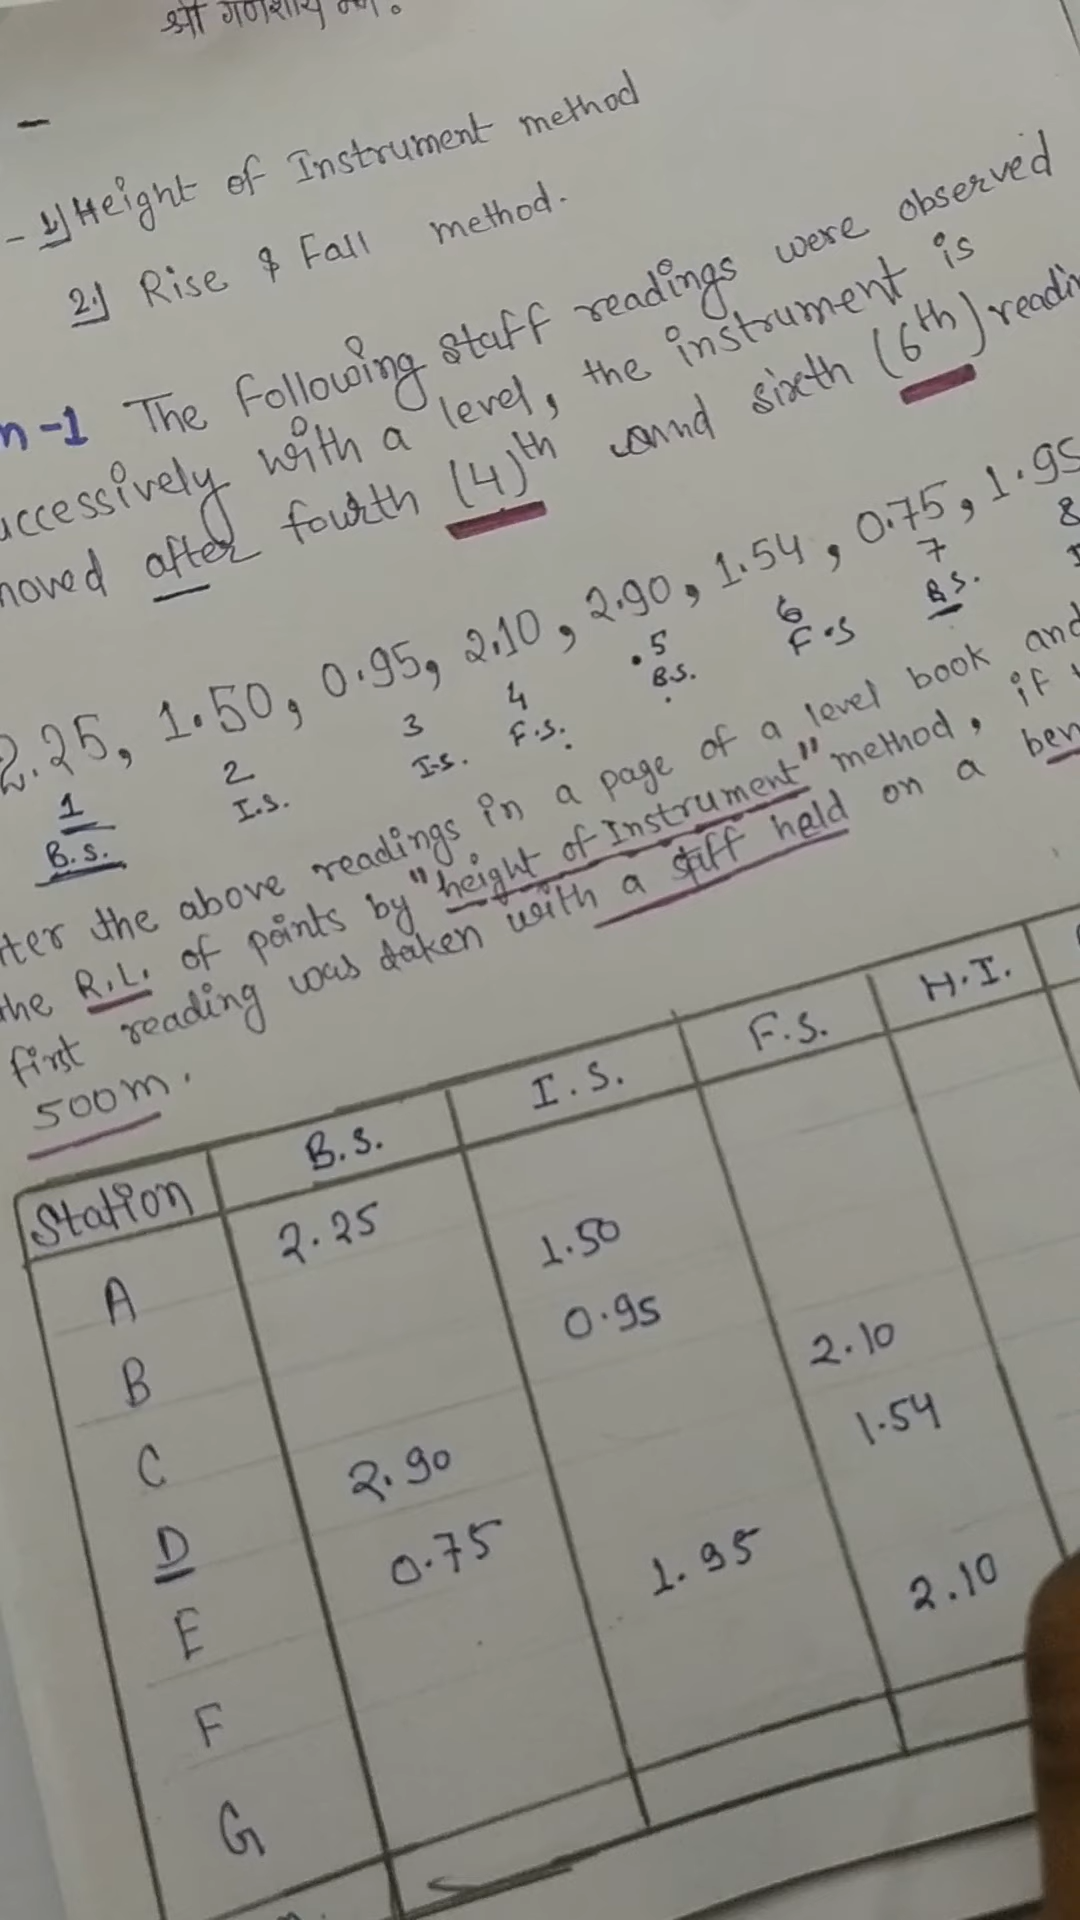 श्री गणेशाय
- 1) Height of Instrument method
2) Rise & Fall method.
n-1 The following staff readings were observed
uccessively with a level, the instrument is
moved after fourth (4)th and sixth (6th) readin
2.25, 1.50, 0.95, 2.10, 2.90, 1.54, 0.75, 1.95
1 2 3 4 .5 6 7 8
B.S. I.S. I.S. F.S. B.S. F.S B.S. I
ter the above readings in a page of a level book and
the R.L. of points by "height of Instrument" method, if t
first reading was taken with a staff held on a ben
500m.
Station B.S. I.S. F.S. H.I.
A 2.25
B 1.50
C 0.95
D 2.90 2.10
E 0.75 1.54
F 1.95
G 2.10